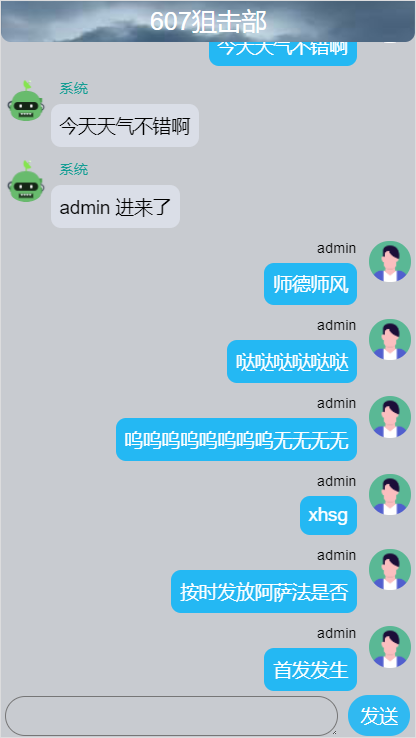 607狙击部
今天天气不错啊
系统
今天天气不错啊
系统
admin 进来了
admin
师德师风
admin
哒哒哒哒哒哒
admin
呜呜呜呜呜呜呜呜无无无无
admin
xhsg
admin
按时发放阿萨法是否
admin
首发发生
发送